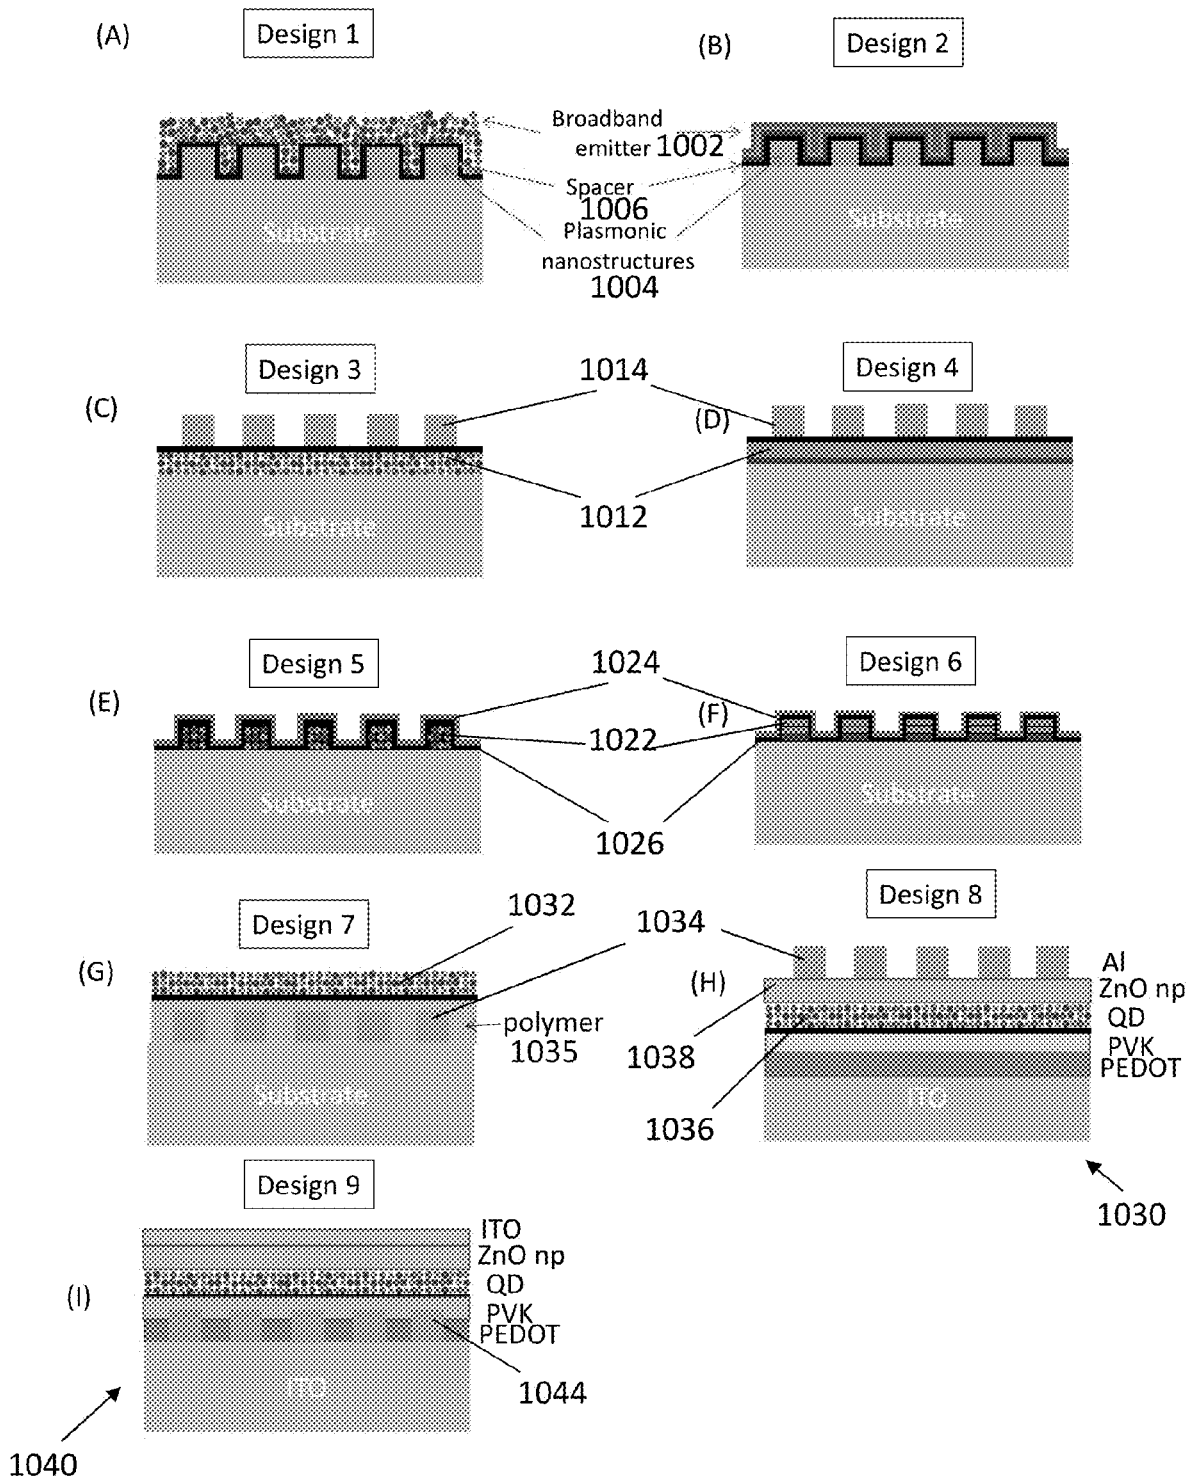 (A)
Design 1
(B)
Design 2
Broadband
emitter 1002
Spacer
1006
Plasmonic
nanostructures
1004
Substrate
Substrate
Design 3
1014
Design 4
(C)
(D)
1012
Substrate
Substrate
Design 5
1024
Design 6
(E)
(F)
1022
Substrate
Substrate
1026
Design 7
1032
1034
Design 8
(G)
(H)
Al
ZnO np
QD
PVK
PEDOT
polymer
1035
1038
Substrate
ITO
1036
1030
Design 9
ITO
ZnO np
QD
(I)
PVK
PEDOT
ITO
1044
1040